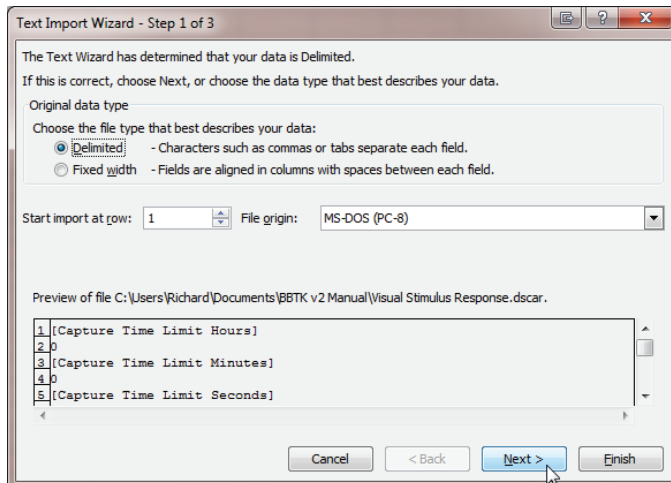 Text Import Wizard - Step 1 of 3
The Text Wizard has determined that your data is Delimited.
If this is correct, choose Next, or choose the data type that best describes your data.
Original data type
Choose the file type that best describes your data:
Delimited - Characters such as commas or tabs separate each field.
Fixed width - Fields are aligned in columns with spaces between each field.
Start import at row: 1 File origin: MS-DOS (PC-8)
Preview of file C:\Users\Richard\Documents\BBTK v2 Manual\Visual Stimulus Response.dscar.
1 [Capture Time Limit Hours]
2 0
3 [Capture Time Limit Minutes]
4 0
5 [Capture Time Limit Seconds]
Cancel < Back Next > Finish